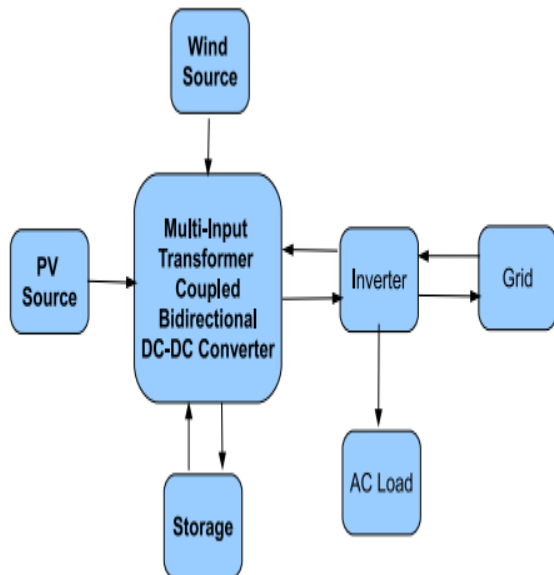 Wind
Source
Multi-Input
Transformer
Coupled
Bidirectional
DC-DC Converter
PV
Source
Inverter
Grid
Storage
AC Load